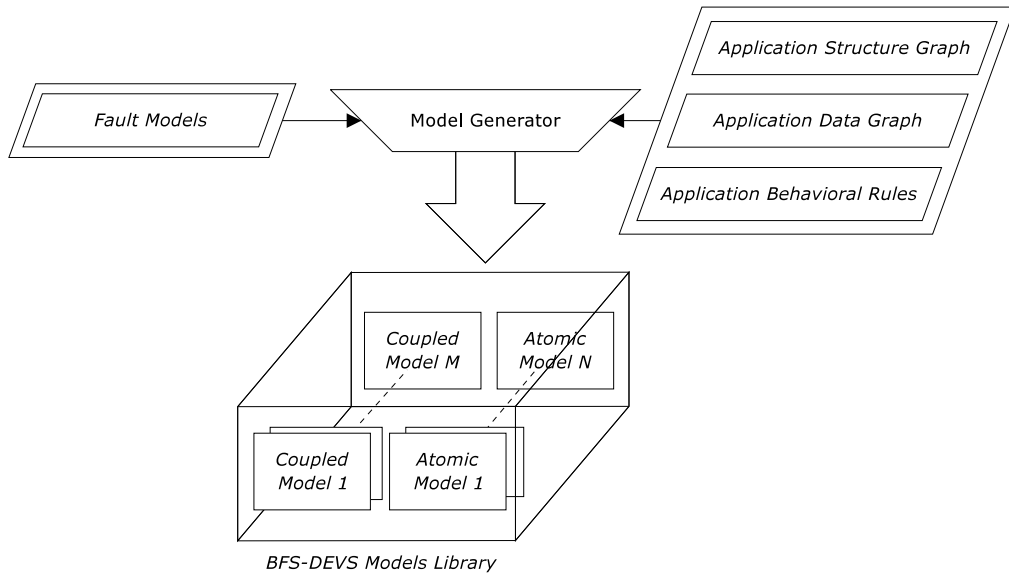 Application Structure Graph
Fault Models
Model Generator
Application Data Graph
Application Behavioral Rules
Coupled
Model M
Atomic
Model N
Coupled
Model 1
Atomic
Model 1
BFS-DEVS Models Library